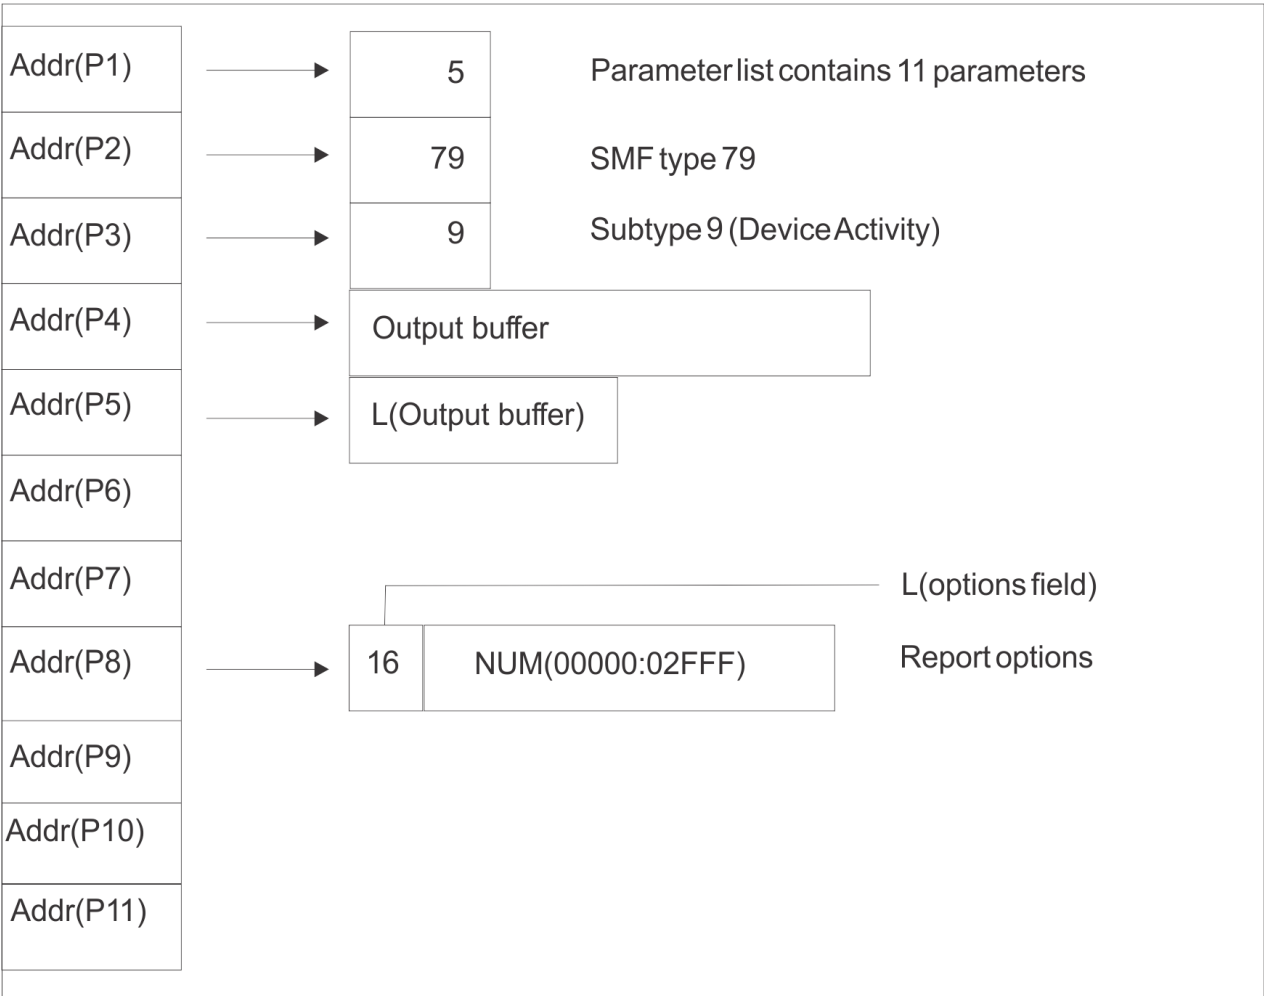 Addr(P1)
5
Parameter list contains 11 parameters
Addr(P2)
79
SMF type 79
Addr(P3)
9
Subtype 9 (Device Activity)
Addr(P4)
Output buffer
Addr(P5)
L(Output buffer)
Addr(P6)
Addr(P7)
L(options field)
Addr(P8)
16
NUM(00000:02FFF)
Report options
Addr(P9)
Addr(P10)
Addr(P11)